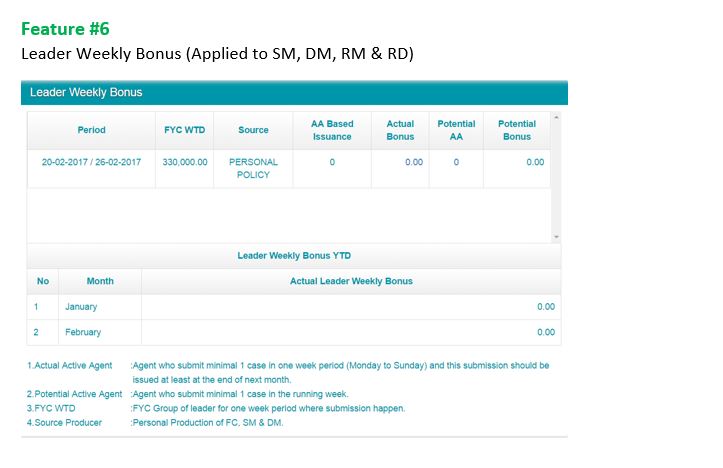 Feature #6
Leader Weekly Bonus (Applied to SM, DM, RM & RD)
Leader Weekly Bonus
Period FYC WTD Source AA Based Issuance Actual Bonus Potential AA Potential Bonus
20-02-2017 / 26-02-2017 330,000.00 PERSONAL POLICY 0 0.00 0 0.00
Leader Weekly Bonus YTD
No Month Actual Leader Weekly Bonus
1 January 0.00
2 February 0.00
1.Actual Active Agent :Agent who submit minimal 1 case in one week period (Monday to Sunday) and this submission should be
issued at least at the end of next month.
2.Potential Active Agent :Agent who submit minimal 1 case in the running week.
3.FYC WTD :FYC Group of leader for one week period where submission happen.
4.Source Producer :Personal Production of FC, SM & DM.